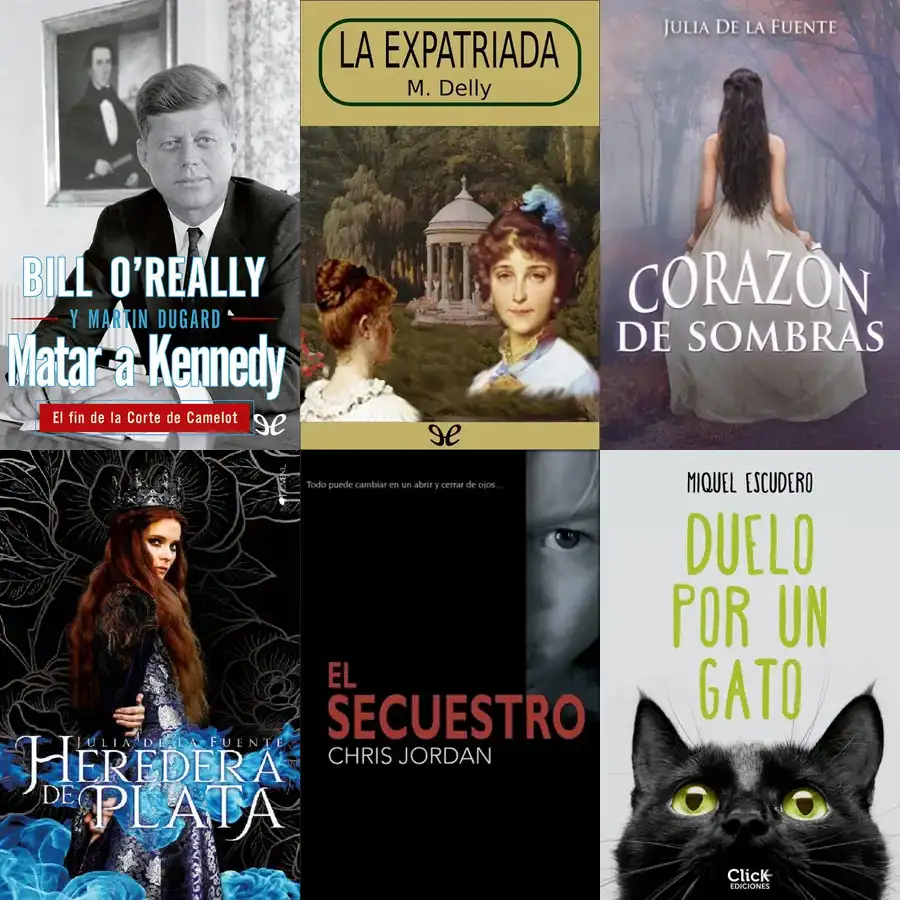 BILL O'REALLY
Y MARTIN DUGARD
Matar a Kennedy
El fin de la Corte de Camelot
LA EXPATRIADA
M. Delly
JULIA DE LA FUENTE
CORAZÓN
DE SOMBRAS
JULIA DE LA FUENTE
HEREDERA
DE PLATA
Todo puede cambiar en un abrir y cerrar de ojos...
EL
SECUESTRO
CHRIS JORDAN
MIQUEL ESCUDERO
DUELO
POR UN
GATO
Click
EDICIONES